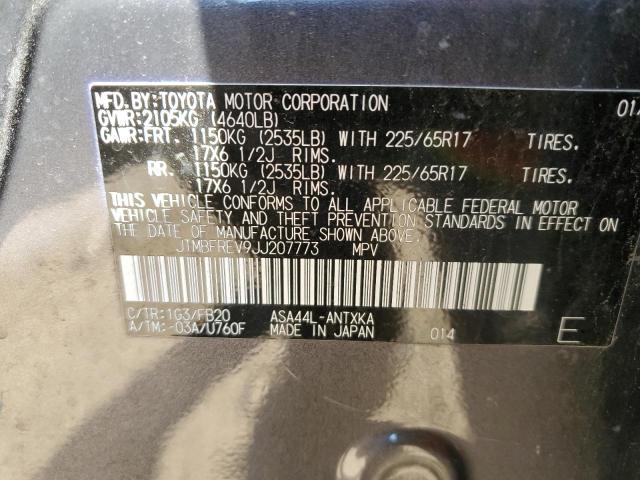 MFD. BY: TOYOTA MOTOR CORPORATION 01/
GVWR: 2105KG (4640LB)
GAWR: FRT. 1150KG (2535LB) WITH 225/65R17 TIRES.
17X6 1/2J RIMS.
RR. 1150KG (2535LB) WITH 225/65R17 TIRES.
17X6 1/2J RIMS.
THIS VEHICLE CONFORMS TO ALL APPLICABLE FEDERAL MOTOR
VEHICLE SAFETY AND THEFT PREVENTION STANDARDS IN EFFECT ON
THE DATE OF MANUFACTURE SHOWN ABOVE.
JTMBFREV9JJ207773 MPV
C/TR: 1G3/FB20 ASA44L-ANTXKA
A/TM: -03A/U760F MADE IN JAPAN 014 E